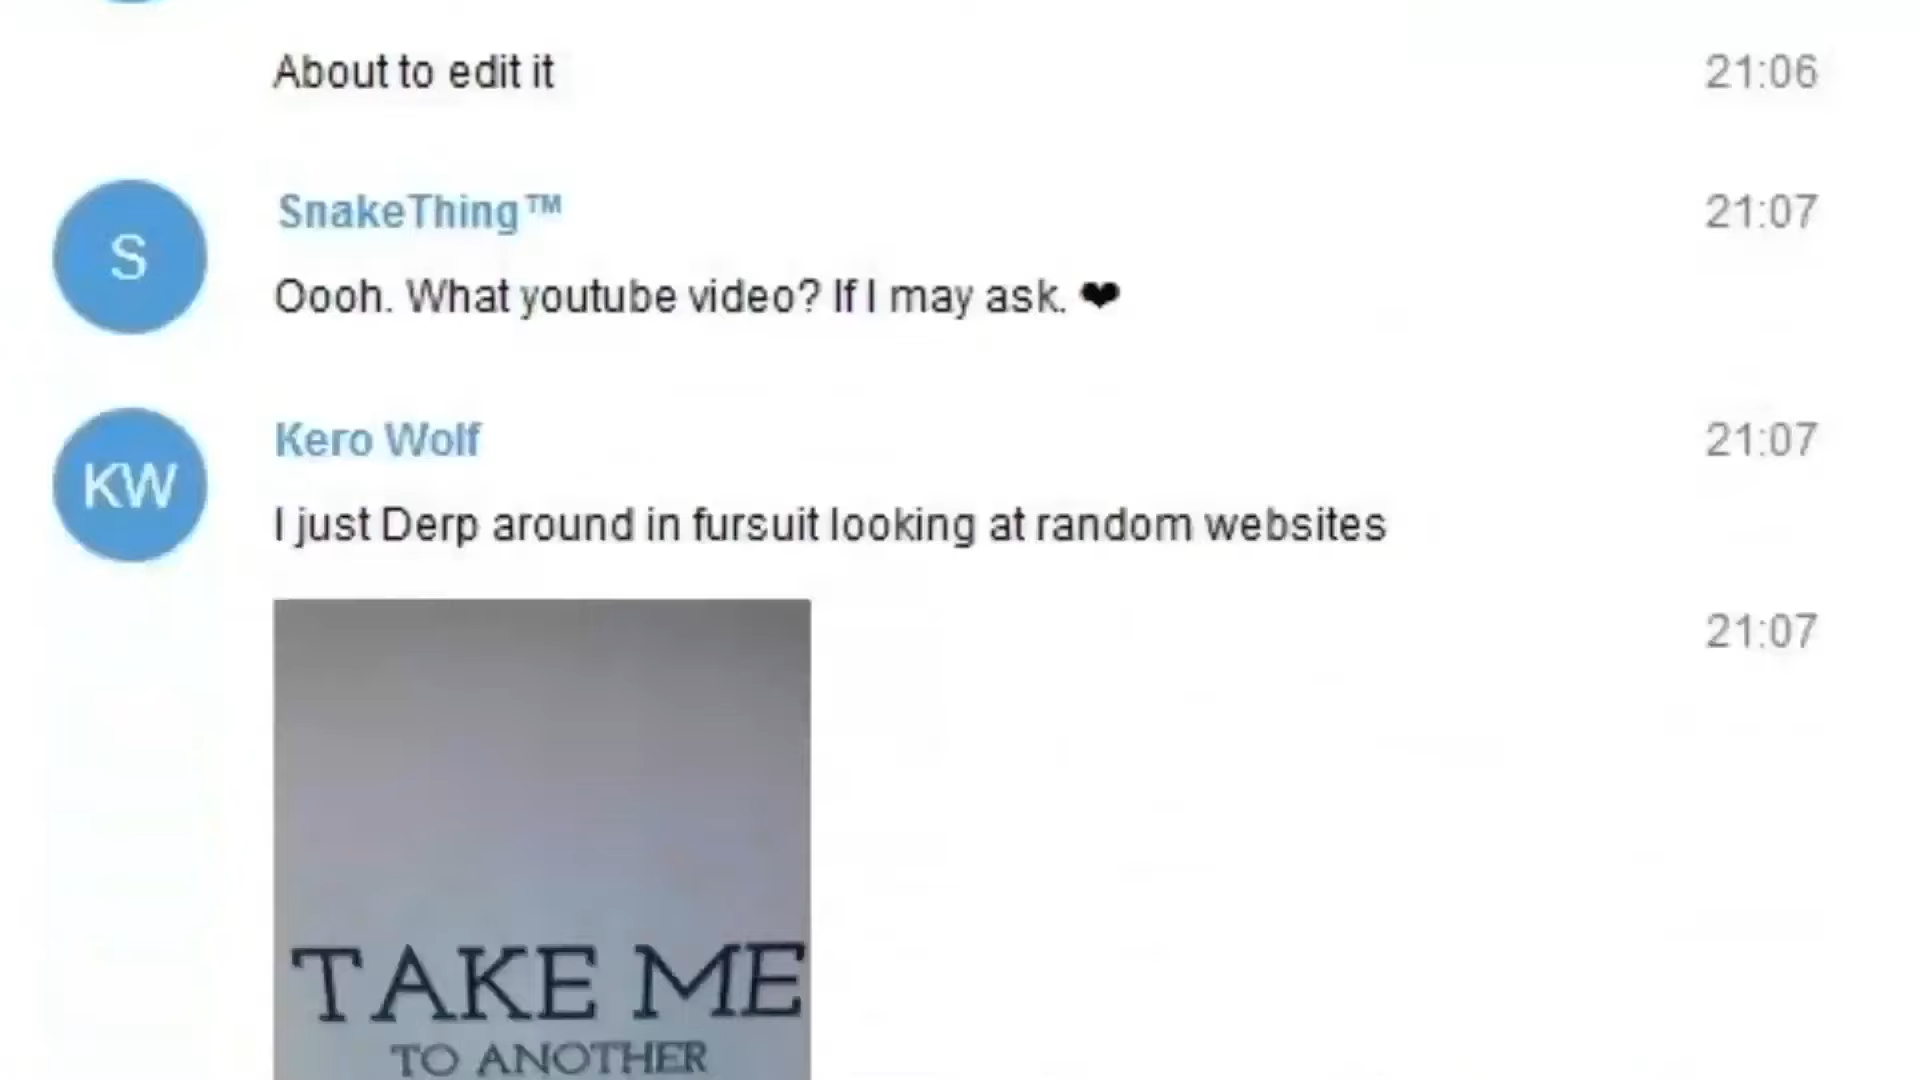 About to edit it 21:06
S
SnakeThing™ 21:07
Oooh. What youtube video? If I may ask. ❤
KW
Kero Wolf 21:07
I just Derp around in fursuit looking at random websites
21:07
TAKE ME
TO ANOTHER